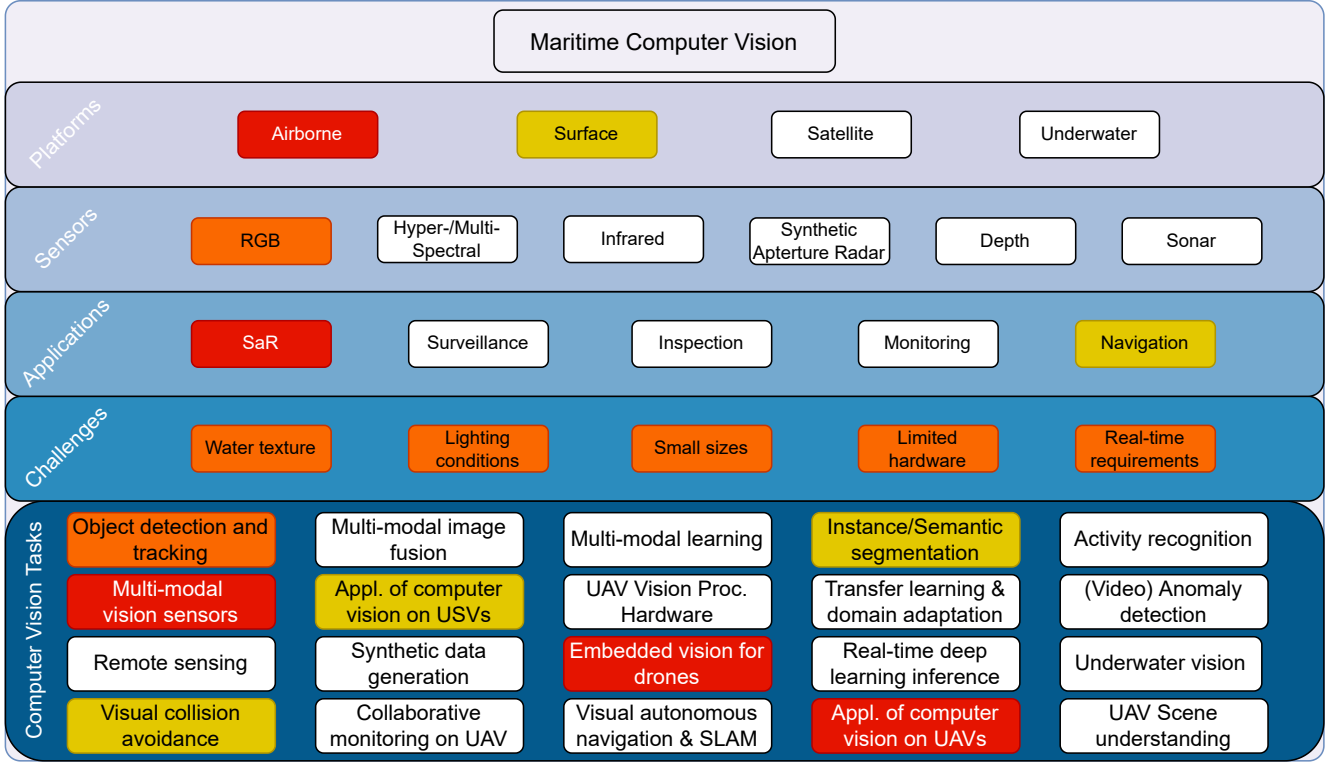 Maritime Computer Vision
Platforms
Airborne
Surface
Satellite
Underwater
Sensors
RGB
Hyper-/Multi-
Spectral
Infrared
Synthetic
Apterture Radar
Depth
Sonar
Applications
SaR
Surveillance
Inspection
Monitoring
Navigation
Challenges
Water texture
Lighting
conditions
Small sizes
Limited
hardware
Real-time
requirements
Computer Vision Tasks
Object detection and
tracking
Multi-modal image
fusion
Multi-modal learning
Instance/Semantic
segmentation
Activity recognition
Multi-modal
vision sensors
Appl. of computer
vision on USVs
UAV Vision Proc.
Hardware
Transfer learning &
domain adaptation
(Video) Anomaly
detection
Remote sensing
Synthetic data
generation
Embedded vision for
drones
Real-time deep
learning inference
Underwater vision
Visual collision
avoidance
Collaborative
monitoring on UAV
Visual autonomous
navigation & SLAM
Appl. of computer
vision on UAVs
UAV Scene
understanding